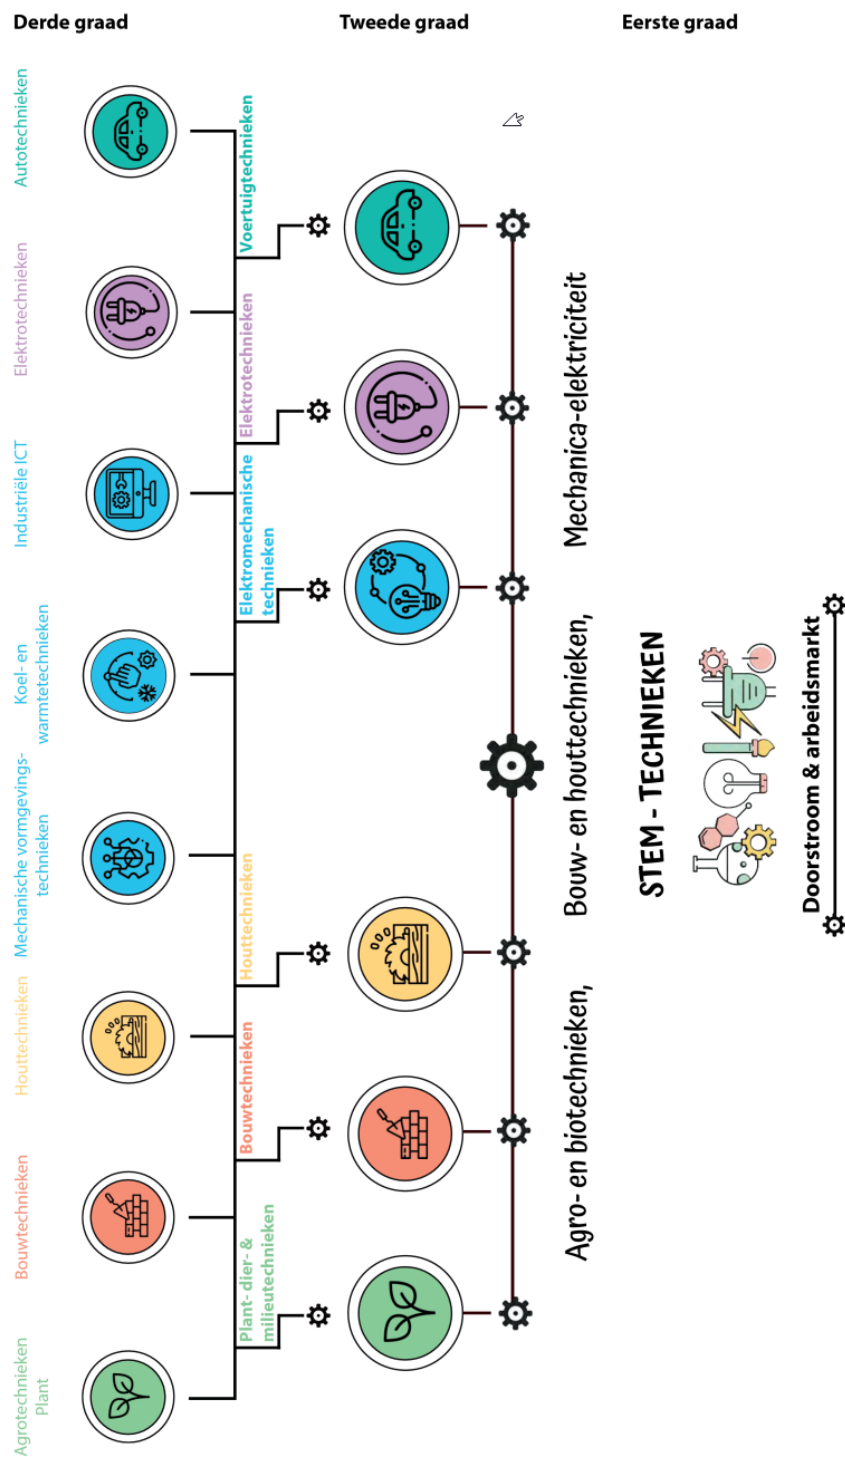 Derde graad
Tweede graad
Eerste graad
Autotechnieken
Elektrotechnieken
Industriële ICT
Koel- en
warmtetechnieken
Mechanische vormgevings-
technieken
Houttechnieken
Bouwtechnieken
Agrotechnieken
Plant
Voertuigtechnieken
Elektrotechnieken
Elektromechanische
technieken
Houttechnieken
Bouwtechnieken
Plant- dier- &
milieutechnieken
Agro- en biotechnieken,
Bouw- en houttechnieken,
Mechanica-elektriciteit
STEM - TECHNIEKEN
Doorstroom & arbeidsmarkt